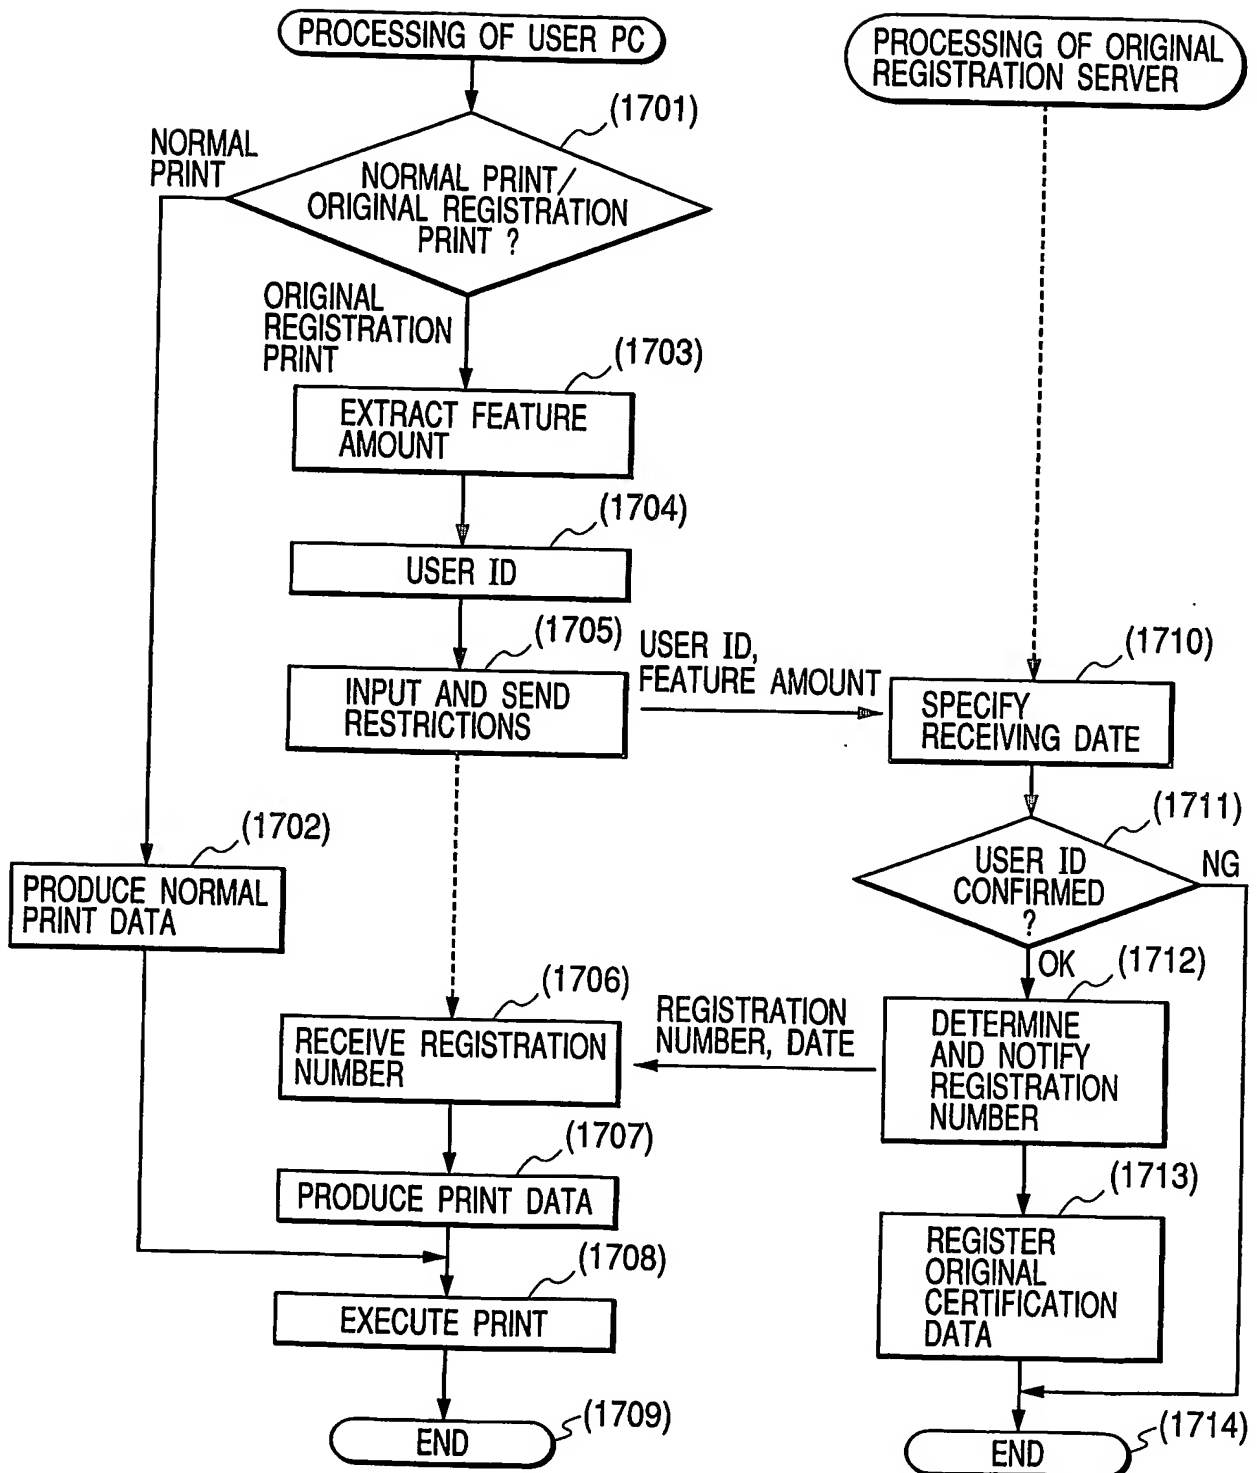 PROCESSING OF USER PC
PROCESSING OF ORIGINAL
REGISTRATION SERVER
(1701)
NORMAL
PRINT
NORMAL PRINT/
ORIGINAL REGISTRATION
PRINT ?
ORIGINAL
REGISTRATION
PRINT
(1703)
EXTRACT FEATURE
AMOUNT
(1704)
USER ID
(1705)
INPUT AND SEND
RESTRICTIONS
USER ID,
FEATURE AMOUNT
(1710)
SPECIFY
RECEIVING DATE
(1711)
USER ID
CONFIRMED
?
NG
OK
(1702)
PRODUCE NORMAL
PRINT DATA
(1706)
RECEIVE REGISTRATION
NUMBER
REGISTRATION
NUMBER, DATE
(1712)
DETERMINE
AND NOTIFY
REGISTRATION
NUMBER
(1707)
PRODUCE PRINT DATA
(1713)
REGISTER
ORIGINAL
CERTIFICATION
DATA
(1708)
EXECUTE PRINT
(1709)
END
(1714)
END